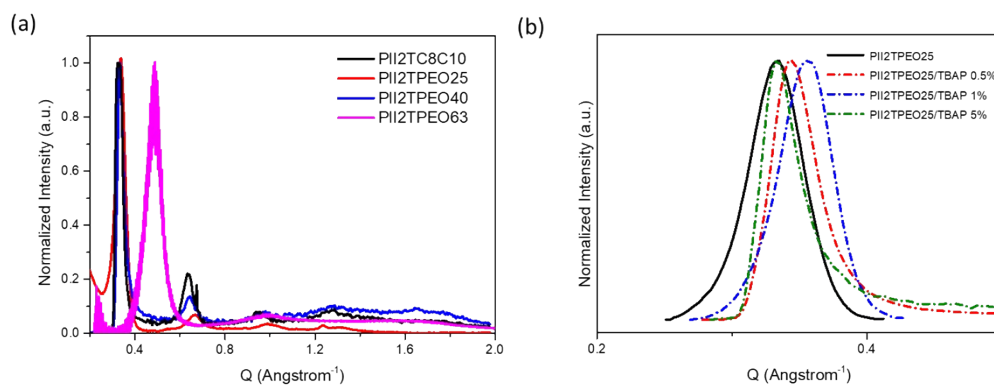 (a)
PII2TC8C10
PII2TPEO25
PII2TPEO40
PII2TPEO63
Normalized Intensity (a.u.)
1.0
0.8
0.6
0.4
0.2
0.0
0.4
0.8
1.2
1.6
2.0
Q (Angstrom-1)
(b)
PII2TPEO25
PII2TPEO25/TBAP 0.5%
PII2TPEO25/TBAP 1%
PII2TPEO25/TBAP 5%
Normalized Intensity (a.u.)
0.2
0.4
Q (Angstrom-1)